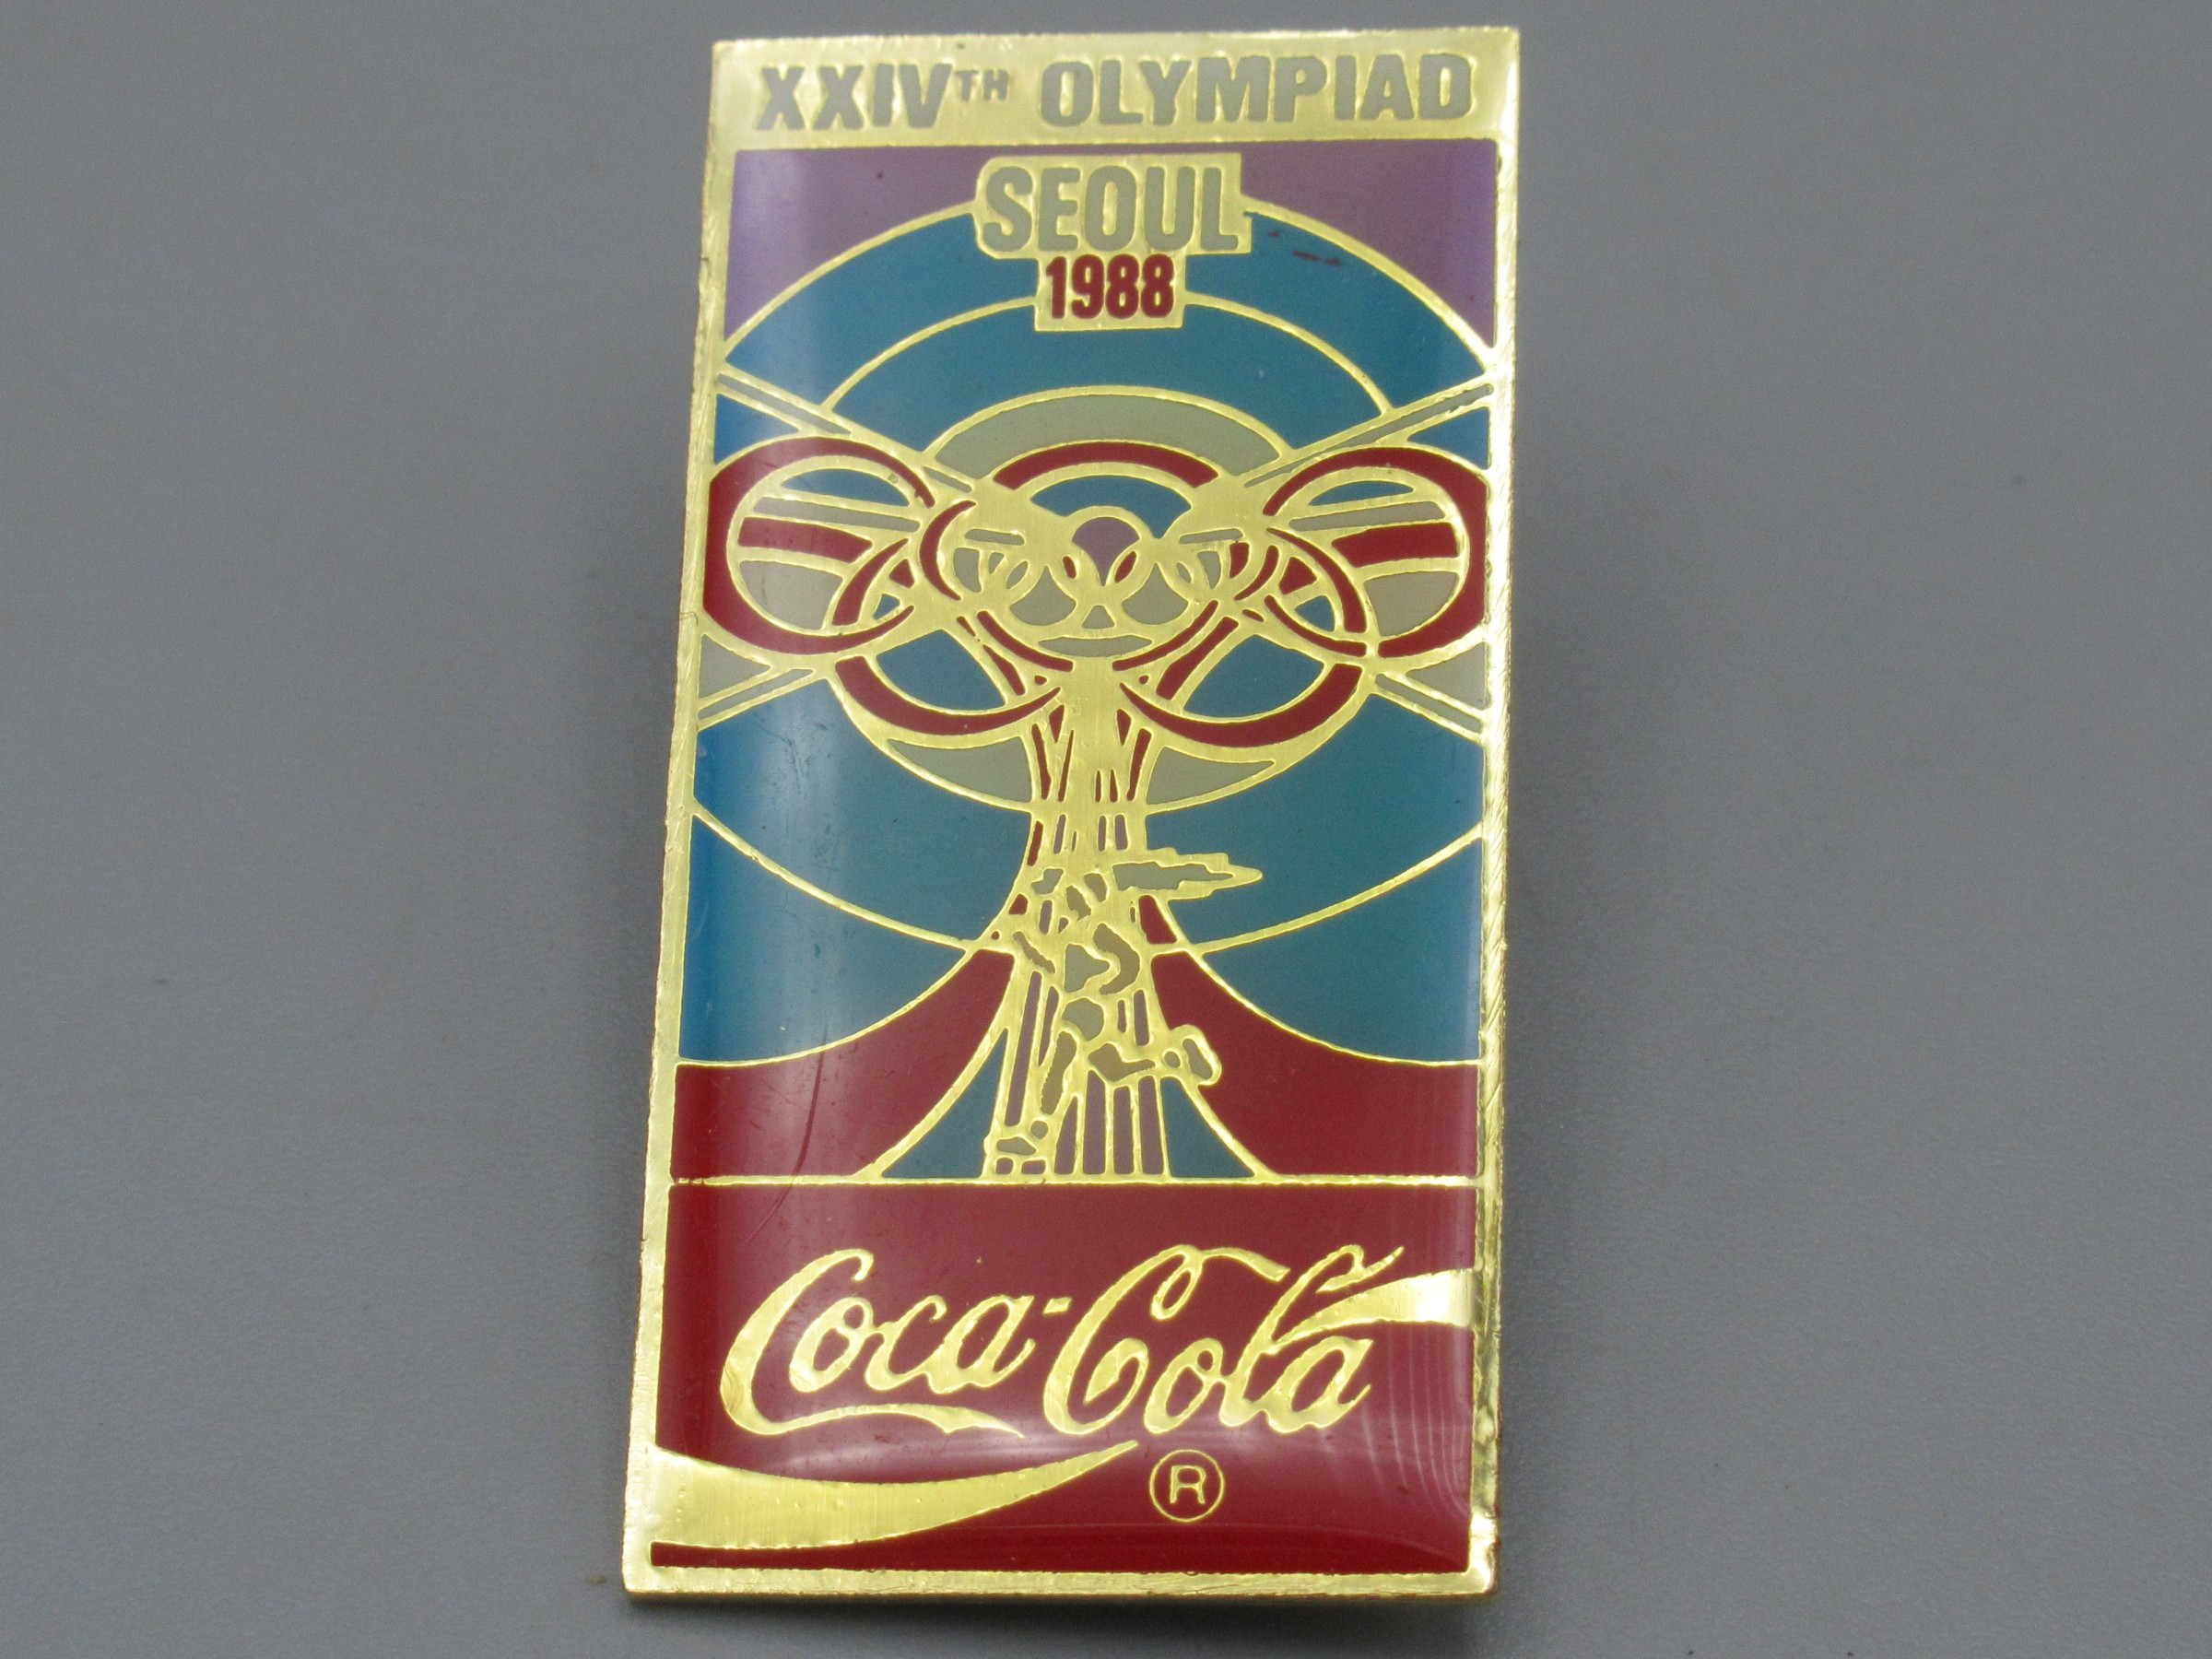 XXIVTH OLYMPIAD
SEOUL
1988
Coca-Cola
®